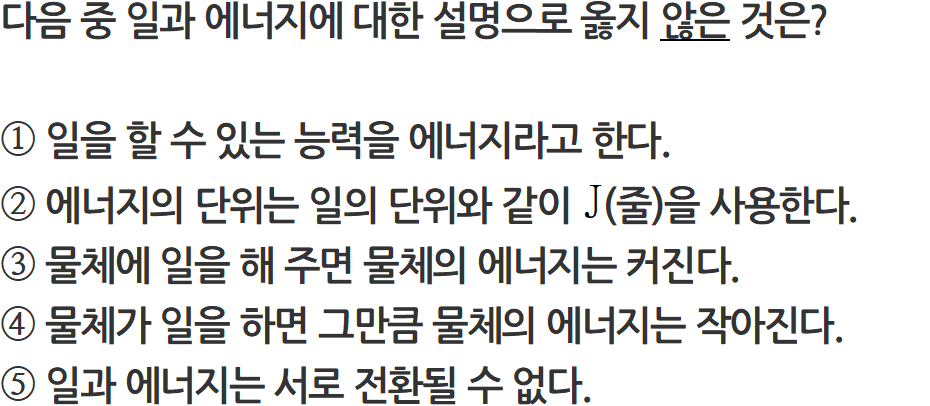 다음 중 일과 에너지에 대한 설명으로 옳지 않은 것은?
① 일을 할 수 있는 능력을 에너지라고 한다.
② 에너지의 단위는 일의 단위와 같이 J(줄)을 사용한다.
③ 물체에 일을 해 주면 물체의 에너지는 커진다.
④ 물체가 일을 하면 그만큼 물체의 에너지는 작아진다.
⑤ 일과 에너지는 서로 전환될 수 없다.